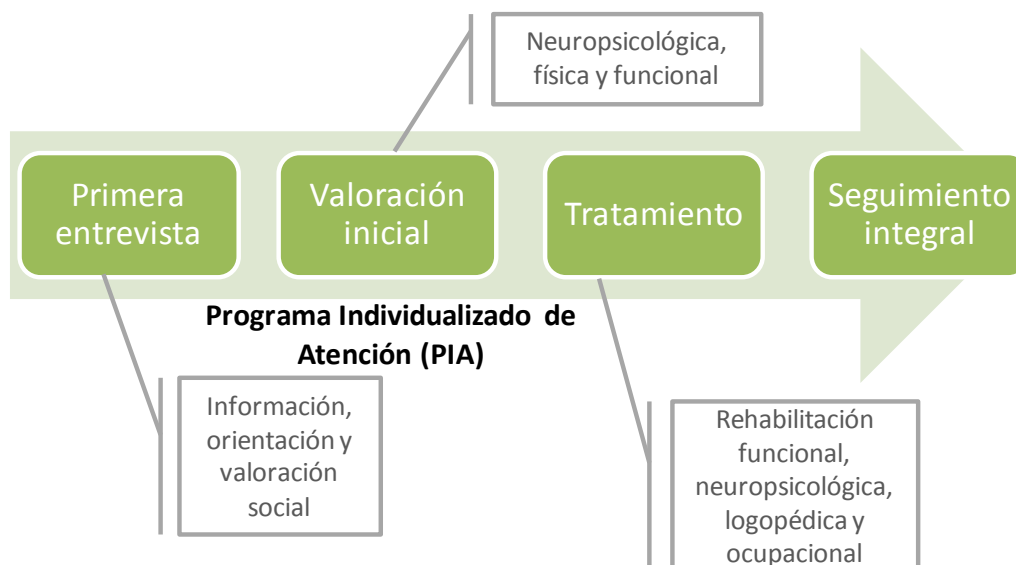 Neuropsicológica,
física y funcional
Primera
entrevista
Valoración
inicial
Tratamiento
Seguimiento
integral
Programa Individualizado de
Atención (PIA)
Información,
orientación y
valoración
social
Rehabilitación
funcional,
neuropsicológica,
logopédica y
ocupacional